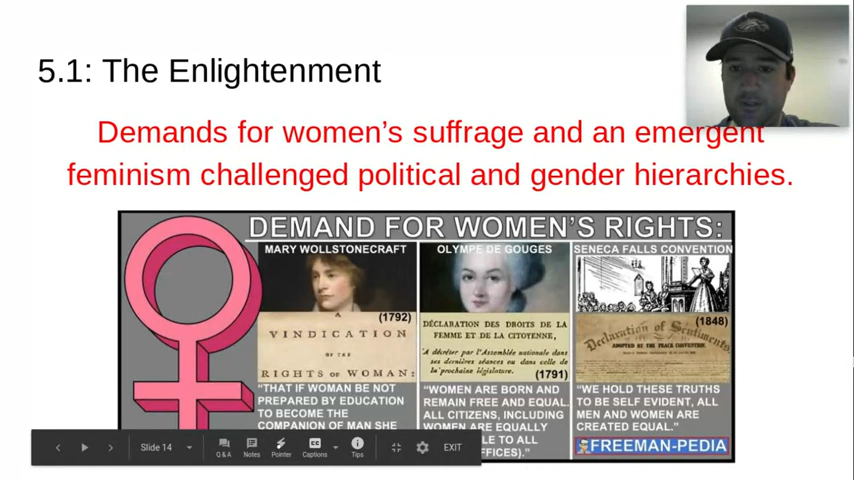 5.1: The Enlightenment
Demands for women's suffrage and an emergent
feminism challenged political and gender hierarchies.
DEMAND FOR WOMEN'S RIGHTS:
MARY WOLLSTONECRAFT
(1792)
A
VINDICATION
OF THE
RIGHTS OF WOMAN:
"THAT IF WOMAN BE NOT
PREPARED BY EDUCATION
TO BECOME THE
COMPANION OF MAN SHE
OLYMPE DE GOUGES
DÉCLARATION DES DROITS DE LA
FEMME ET DE LA CITOYENNE,
A décréter par l'Assemblée nationale dans
ses dernières séances ou dans celle de
la prochaine législature.
(1791)
"WOMEN ARE BORN AND
REMAIN FREE AND EQUAL.
ALL CITIZENS, INCLUDING
WOMEN ARE EQUALLY
LE TO ALL
FFICES)."
SENECA FALLS CONVENTION
(1848)
Declaration of Sentiments
"WE HOLD THESE TRUTHS
TO BE SELF EVIDENT, ALL
MEN AND WOMEN ARE
CREATED EQUAL."
FREEMAN-PEDIA
Slide 14
Q&A
Notes
Pointer
Captions
Tips
EXIT